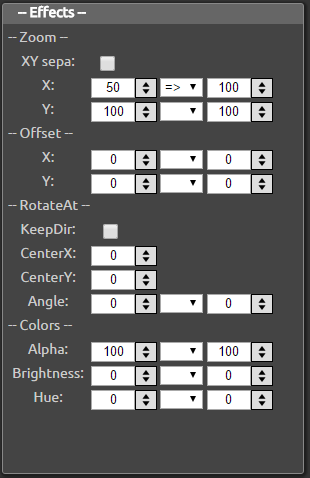 -- Effects --
-- Zoom --
XY sepa:
X: 50 => 100
Y: 100 100
-- Offset --
X: 0 0
Y: 0 0
-- RotateAt --
KeepDir:
CenterX: 0
CenterY: 0
Angle: 0 0
-- Colors --
Alpha: 100 100
Brightness: 0 0
Hue: 0 0